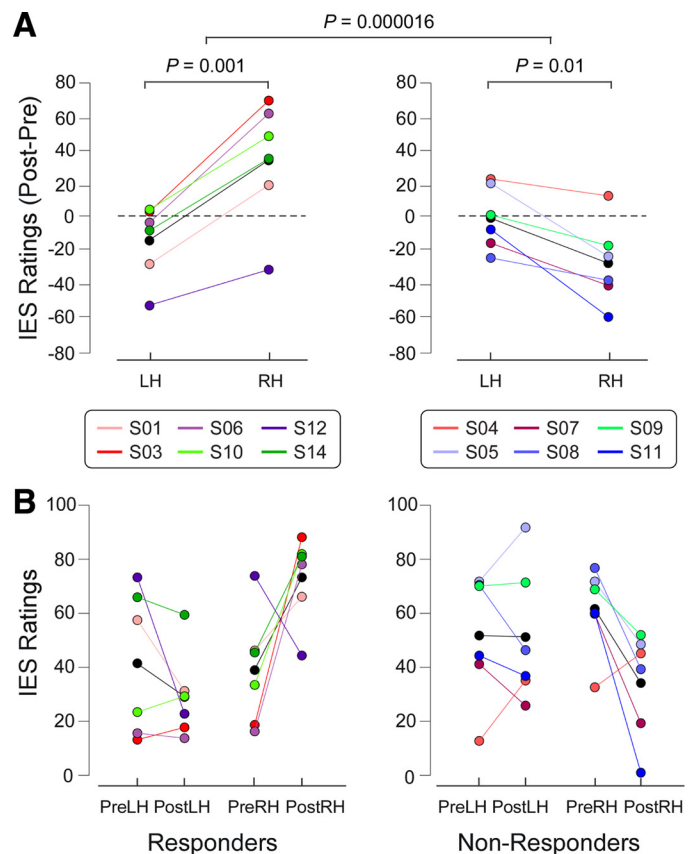 A
P = 0.000016
P = 0.001
P = 0.01
IES Ratings (Post-Pre)
80
60
40
20
0
-20
-40
-60
-80
LH RH
80
60
40
20
0
-20
-40
-60
-80
LH RH
S01 S06 S12
S03 S10 S14
S04 S07 S09
S05 S08 S11
B
IES Ratings
100
80
60
40
20
0
PreLH PostLH PreRH PostRH
Responders
100
80
60
40
20
0
PreLH PostLH PreRH PostRH
Non-Responders